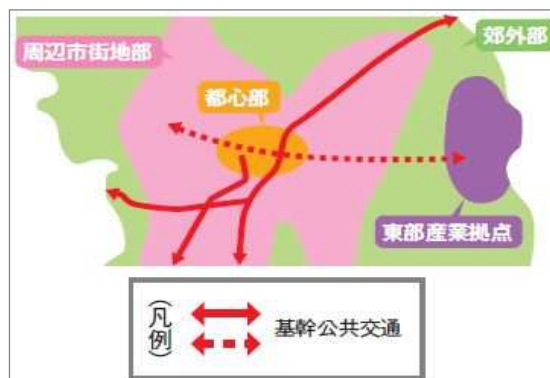 周辺市街地部
郊外部
都心部
東部産業拠点
(凡例)
基幹公共交通